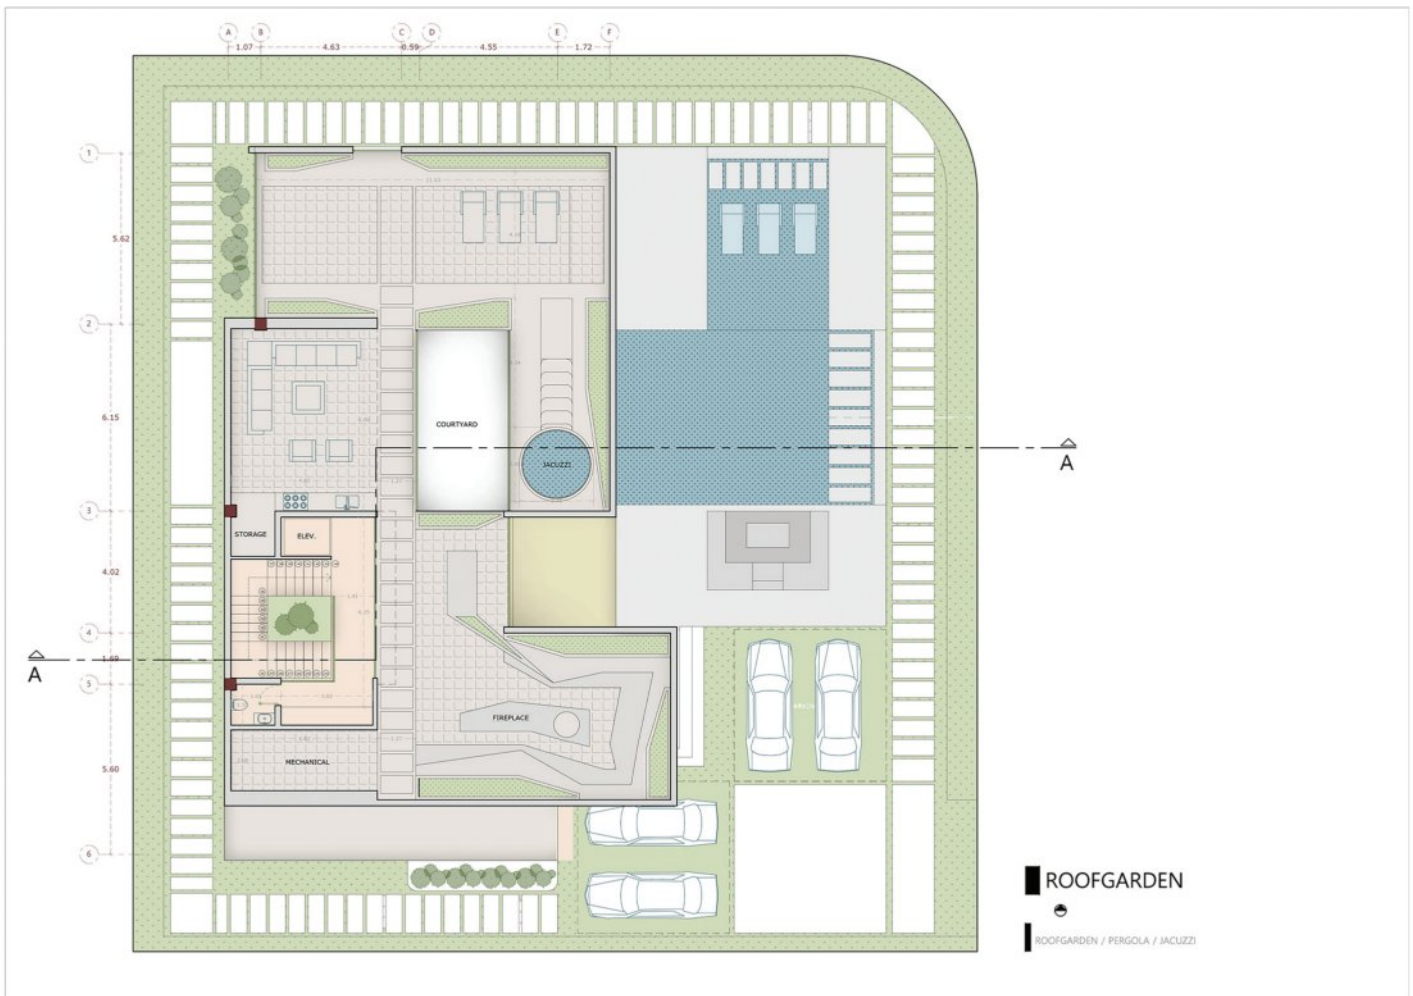 A B C D E F
1.07 4.63 0.59 4.55 1.72
1
5.62
2
6.15
COURTYARD
JACUZZI
A
3
STORAGE
ELEV.
4.02
4
1.69
A
5
FIREPLACE
MECHANICAL
5.60
6
ROOFGARDEN
ROOFGARDEN / PERGOLA / JACUZZI